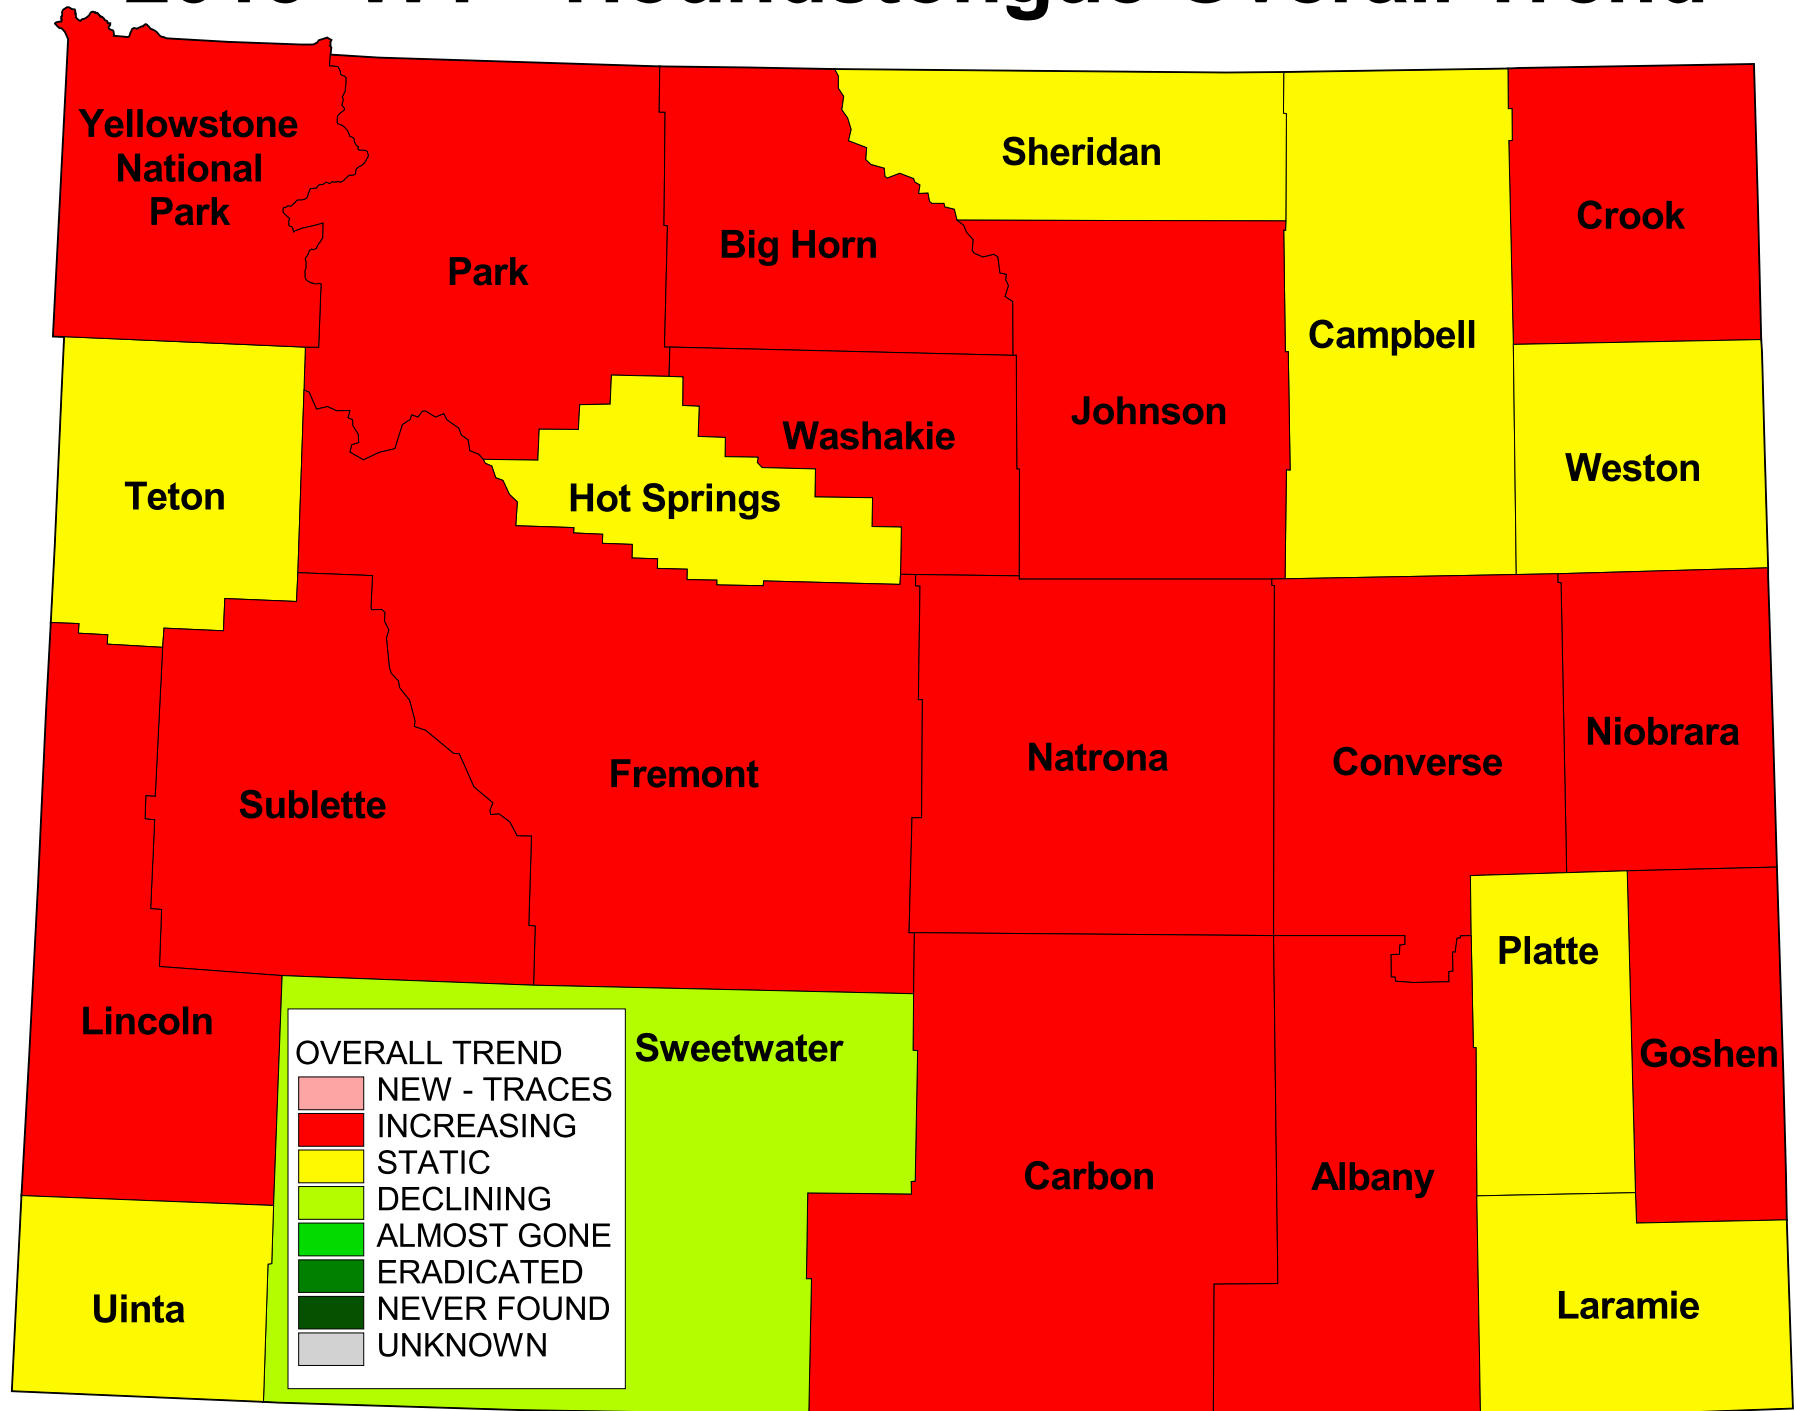 Yellowstone
National
Park
Park
Big Horn
Sheridan
Campbell
Crook
Johnson
Washakie
Hot Springs
Teton
Weston
Sublette
Fremont
Natrona
Converse
Niobrara
Lincoln
Platte
Goshen
Sweetwater
Carbon
Albany
Uinta
Laramie
OVERALL TREND
NEW - TRACES
INCREASING
STATIC
DECLINING
ALMOST GONE
ERADICATED
NEVER FOUND
UNKNOWN